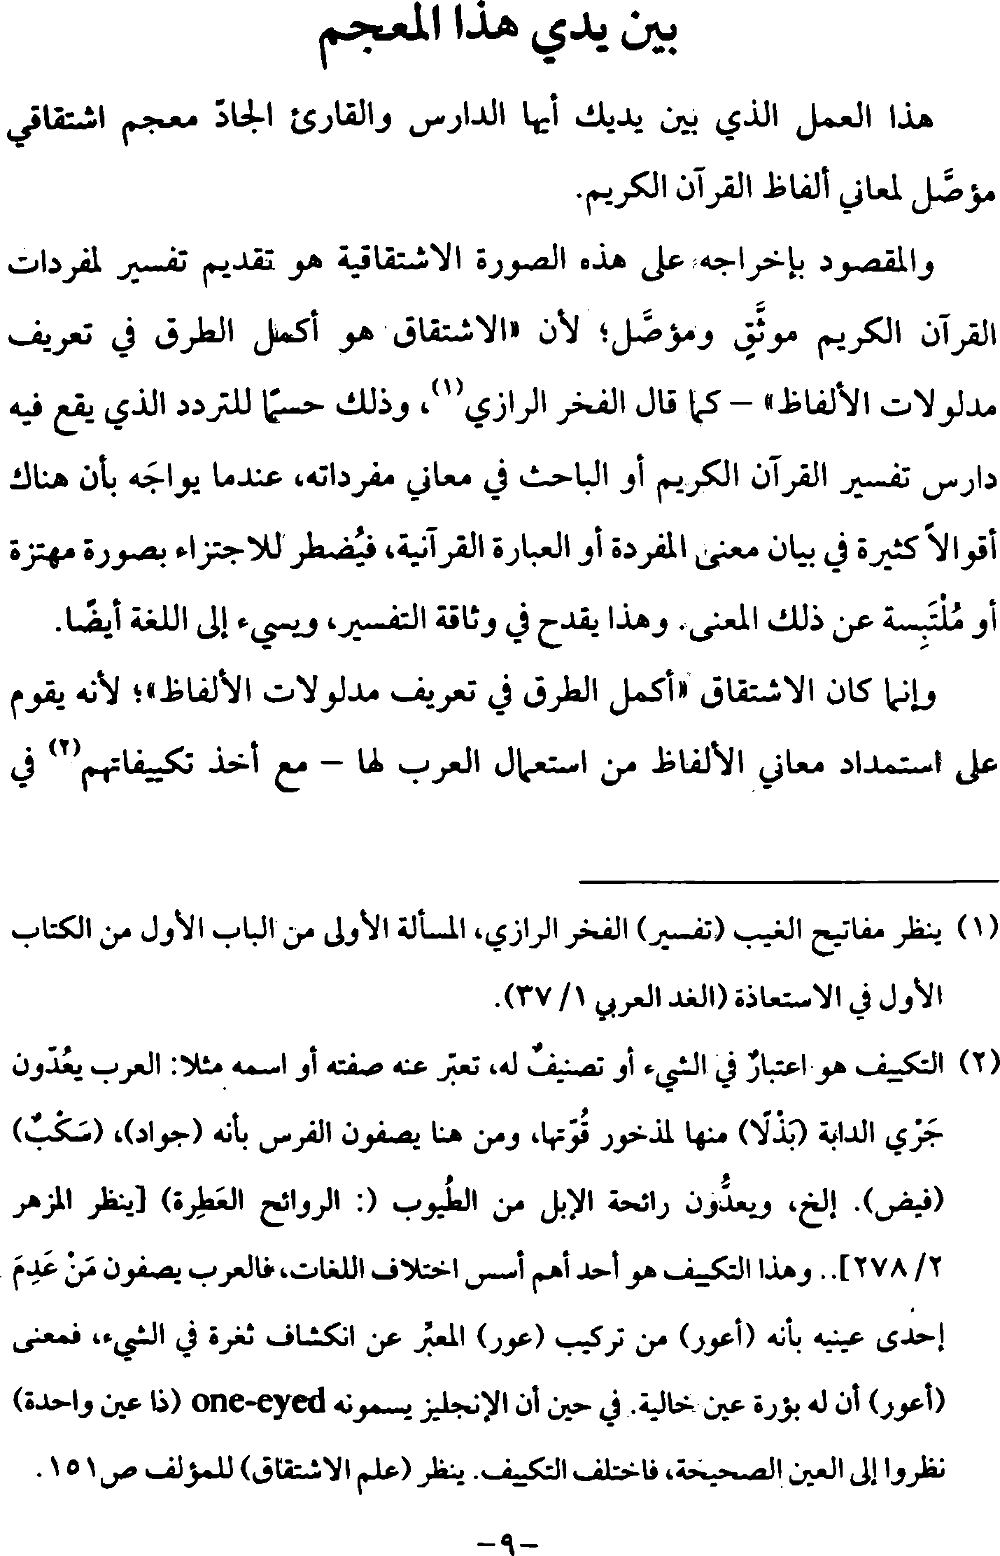 بين يدي هذا المعجم
هذا العمل الذي بين يديك أيها الدارس والقارئ الجادّ معجم اشتقاقي
مؤصَّل لمعاني ألفاظ القرآن الكريم.
والمقصود بإخراجه على هذه الصورة الاشتقاقية هو تقديم تفسير لمفردات
القرآن الكريم موثَّقٍ ومؤصَّل؛ لأن «الاشتقاق هو أكمل الطرق في تعريف
مدلولات الألفاظ» – كما قال الفخر الرازي(١)، وذلك حسمًا للتردد الذي يقع فيه
دارس تفسير القرآن الكريم أو الباحث في معاني مفرداته، عندما يواجَه بأن هناك
أقوالاً كثيرة في بيان معنى المفردة أو العبارة القرآنية، فيُضطر للاجتزاء بصورة مهتزة
أو مُلْتَبِسة عن ذلك المعنى. وهذا يقدح في وثاقة التفسير، ويسيء إلى اللغة أيضًا.
وإنما كان الاشتقاق «أكمل الطرق في تعريف مدلولات الألفاظ»؛ لأنه يقوم
على استمداد معاني الألفاظ من استعمال العرب لها – مع أخذ تكييفاتهم(٢) في
(١) ينظر مفاتيح الغيب (تفسير) الفخر الرازي، المسألة الأولى من الباب الأول من الكتاب
الأول في الاستعاذة (الغد العربي ١/ ٣٧).
(٢) التكييف هو اعتبارٌ في الشيء أو تصنيفٌ له، تعبّر عنه صفته أو اسمه مثلا: العرب يعُدّون
جَرْي الدابة (بَذْلًا) منها لمذخور قُوّتها، ومن هنا يصفون الفرس بأنه (جواد)، (سَكْبٌ)
(فيض). إلخ، ويعدُّون رائحة الإبل من الطُيوب (: الروائح العَطِرة) [ينظر المزهر
٢/ ٢٧٨].. وهذا التكييف هو أحد أهم أسس اختلاف اللغات، فالعرب يصفون مَنْ عَدِمَ
إحدى عينيه بأنه (أعور) من تركيب (عور) المعبِّر عن انكشاف ثغرة في الشيء، فمعنى
(أعور) أن له بؤرة عين خالية. في حين أن الإنجليز يسمونه one-eyed (ذا عين واحدة)
نظروا إلى العين الصحيحة، فاختلف التكييف. ينظر (علم الاشتقاق) للمؤلف ص١٥١.
–٩–